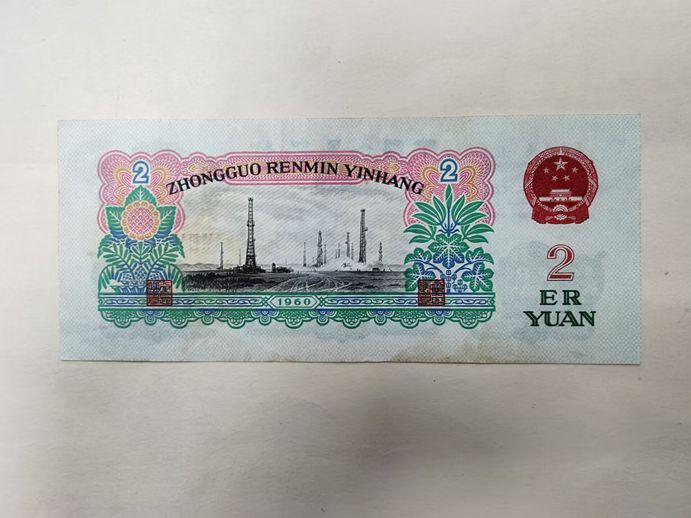 2
2
ZHONGGUO RENMIN YINHANG
1960
2
ER
YUAN